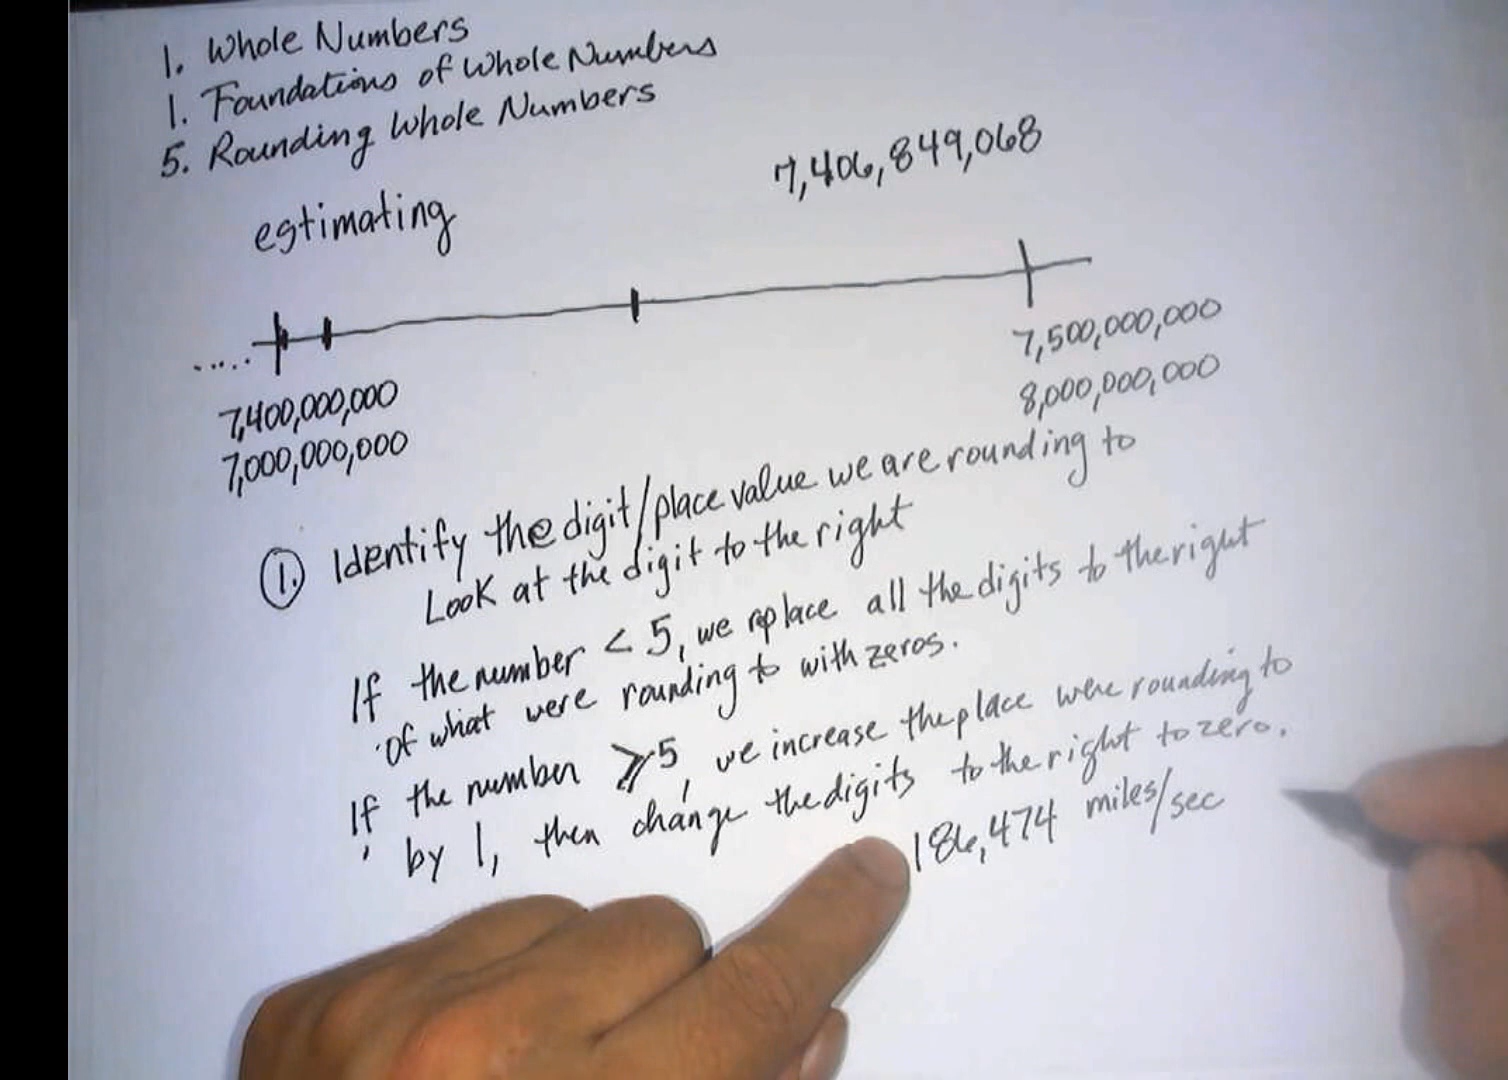 1. Whole Numbers
1. Foundations of Whole Numbers
5. Rounding Whole Numbers
estimating
7,406,849,068
.....
7,400,000,000
7,000,000,000
7,500,000,000
8,000,000,000
1. Identify the digit/place value we are rounding to
Look at the digit to the right
If the number < 5, we replace all the digits to the right
of what were rounding to with zeros.
If the number ⩾5, we increase the place were rounding to
by 1, then change the digits to the right to zero.
186,474 miles/sec